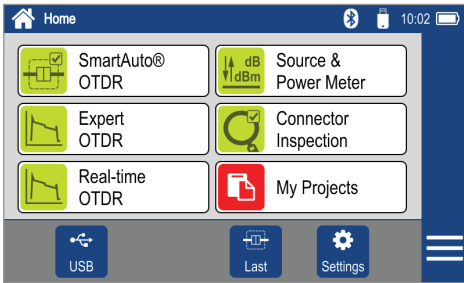 Home
10:02
SmartAuto®
OTDR
dB
dBm
Source &
Power Meter
Expert
OTDR
Connector
Inspection
Real-time
OTDR
My Projects
USB
Last
Settings